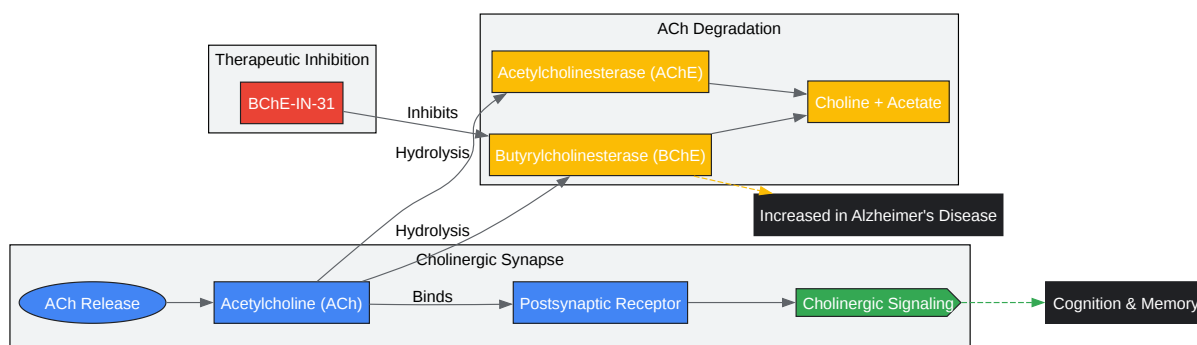 ACh Degradation
Therapeutic Inhibition
Acetylcholinesterase (AChE)
BChE-IN-31
Choline + Acetate
Inhibits
Hydrolysis
Butyrylcholinesterase (BChE)
Increased in Alzheimer's Disease
Hydrolysis
Cholinergic Synapse
ACh Release
Acetylcholine (ACh)
Binds
Postsynaptic Receptor
Cholinergic Signaling
Cognition & Memory